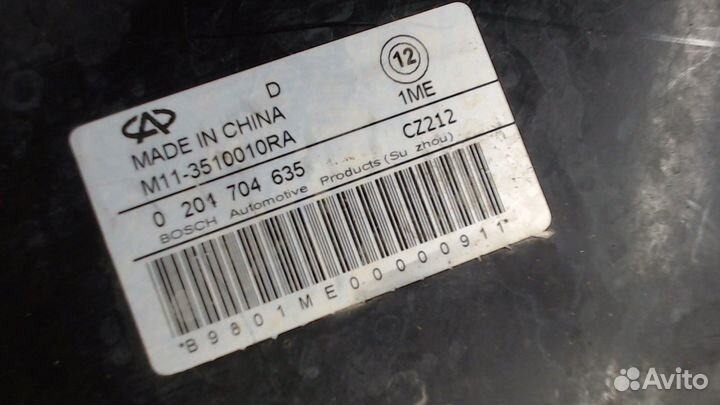 D
12
1ME
MADE IN CHINA
M11-3510010RA
CZ212
0 204 704 635
BOSCH Automotive Products (Su zhou)
*B9801ME00000911*
Avito